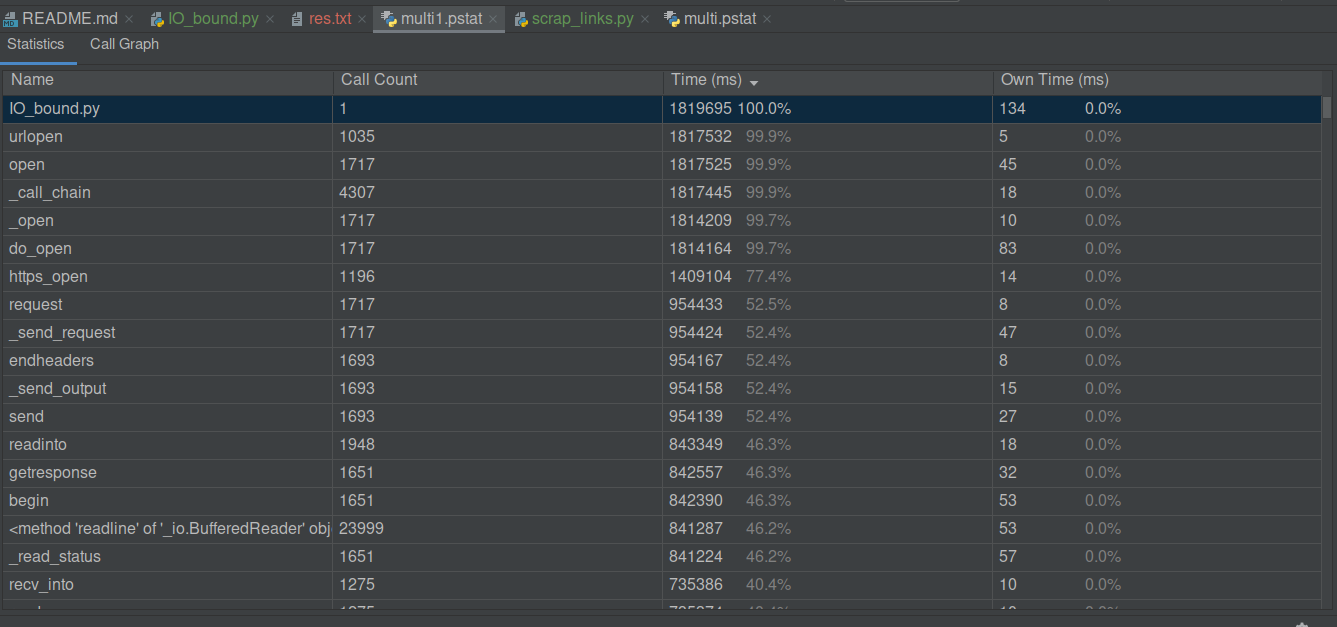 README.md IO_bound.py res.txt multi1.pstat scrap_links.py multi.pstat
Statistics Call Graph
Name Call Count Time (ms) Own Time (ms)
IO_bound.py 1 1819695 100.0% 134 0.0%
urlopen 1035 1817532 99.9% 5 0.0%
open 1717 1817525 99.9% 45 0.0%
_call_chain 4307 1817445 99.9% 18 0.0%
_open 1717 1814209 99.7% 10 0.0%
do_open 1717 1814164 99.7% 83 0.0%
https_open 1196 1409104 77.4% 14 0.0%
request 1717 954433 52.5% 8 0.0%
_send_request 1717 954424 52.4% 47 0.0%
endheaders 1693 954167 52.4% 8 0.0%
_send_output 1693 954158 52.4% 15 0.0%
send 1693 954139 52.4% 27 0.0%
readinto 1948 843349 46.3% 18 0.0%
getresponse 1651 842557 46.3% 32 0.0%
begin 1651 842390 46.3% 53 0.0%
<method 'readline' of '_io.BufferedReader' obj 23999 841287 46.2% 53 0.0%
_read_status 1651 841224 46.2% 57 0.0%
recv_into 1275 735386 40.4% 10 0.0%